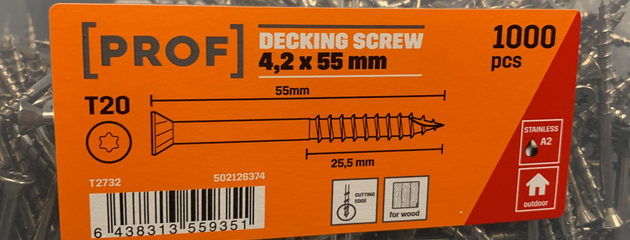 [PROF]
DECKING SCREW
4,2 x 55 mm
1000
pcs
55mm
T20
25,5 mm
STAINLESS
A2
T2732
502126374
CUTTING
EDGE
for wood
outdoor
6 438313 559351